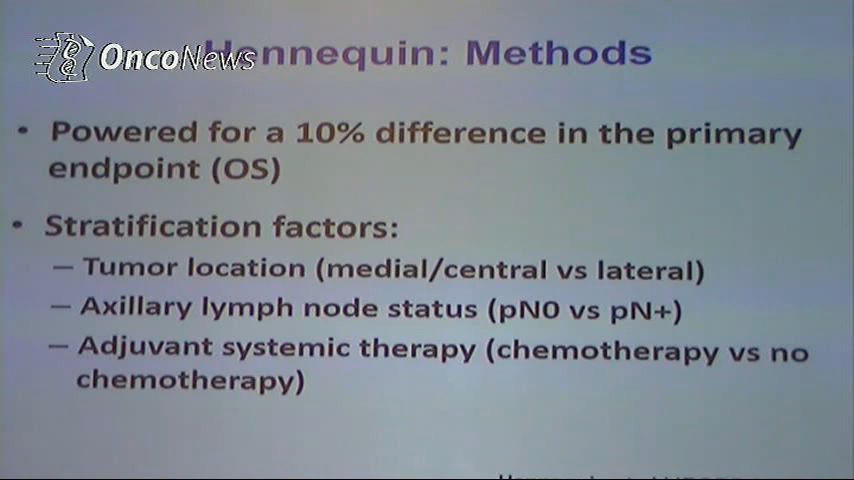 OncoNews
Hennequin: Methods
• Powered for a 10% difference in the primary
endpoint (OS)
• Stratification factors:
– Tumor location (medial/central vs lateral)
– Axillary lymph node status (pN0 vs pN+)
– Adjuvant systemic therapy (chemotherapy vs no
chemotherapy)